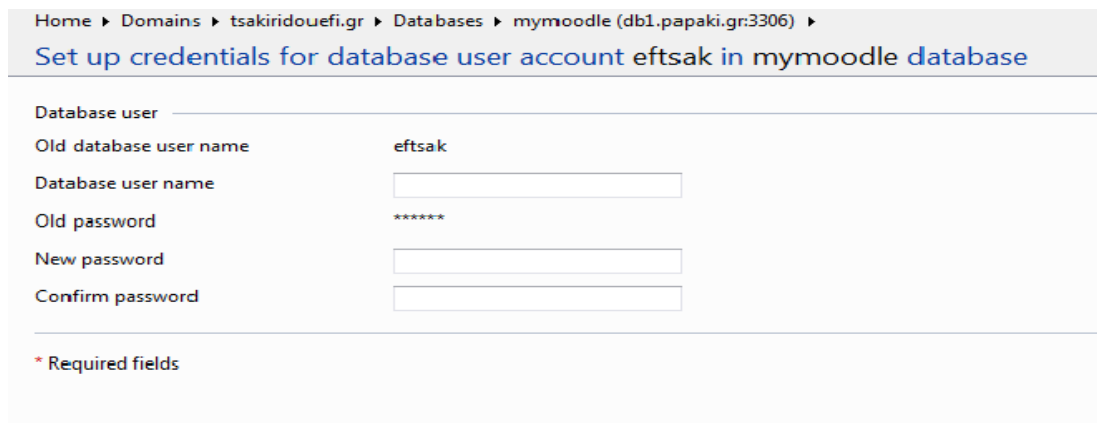 Home ▸ Domains ▸ tsakiridouefi.gr ▸ Databases ▸ mymoodle (db1.papaki.gr:3306) ▸
Set up credentials for database user account eftsak in mymoodle database
Database user
Old database user name eftsak
Database user name
Old password ******
New password
Confirm password
* Required fields